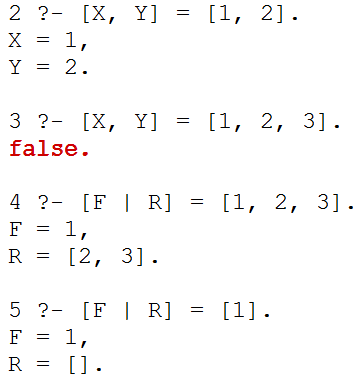 2 ?- [X, Y] = [1, 2].
X = 1,
Y = 2.

3 ?- [X, Y] = [1, 2, 3].
false.

4 ?- [F | R] = [1, 2, 3].
F = 1,
R = [2, 3].

5 ?- [F | R] = [1].
F = 1,
R = [].